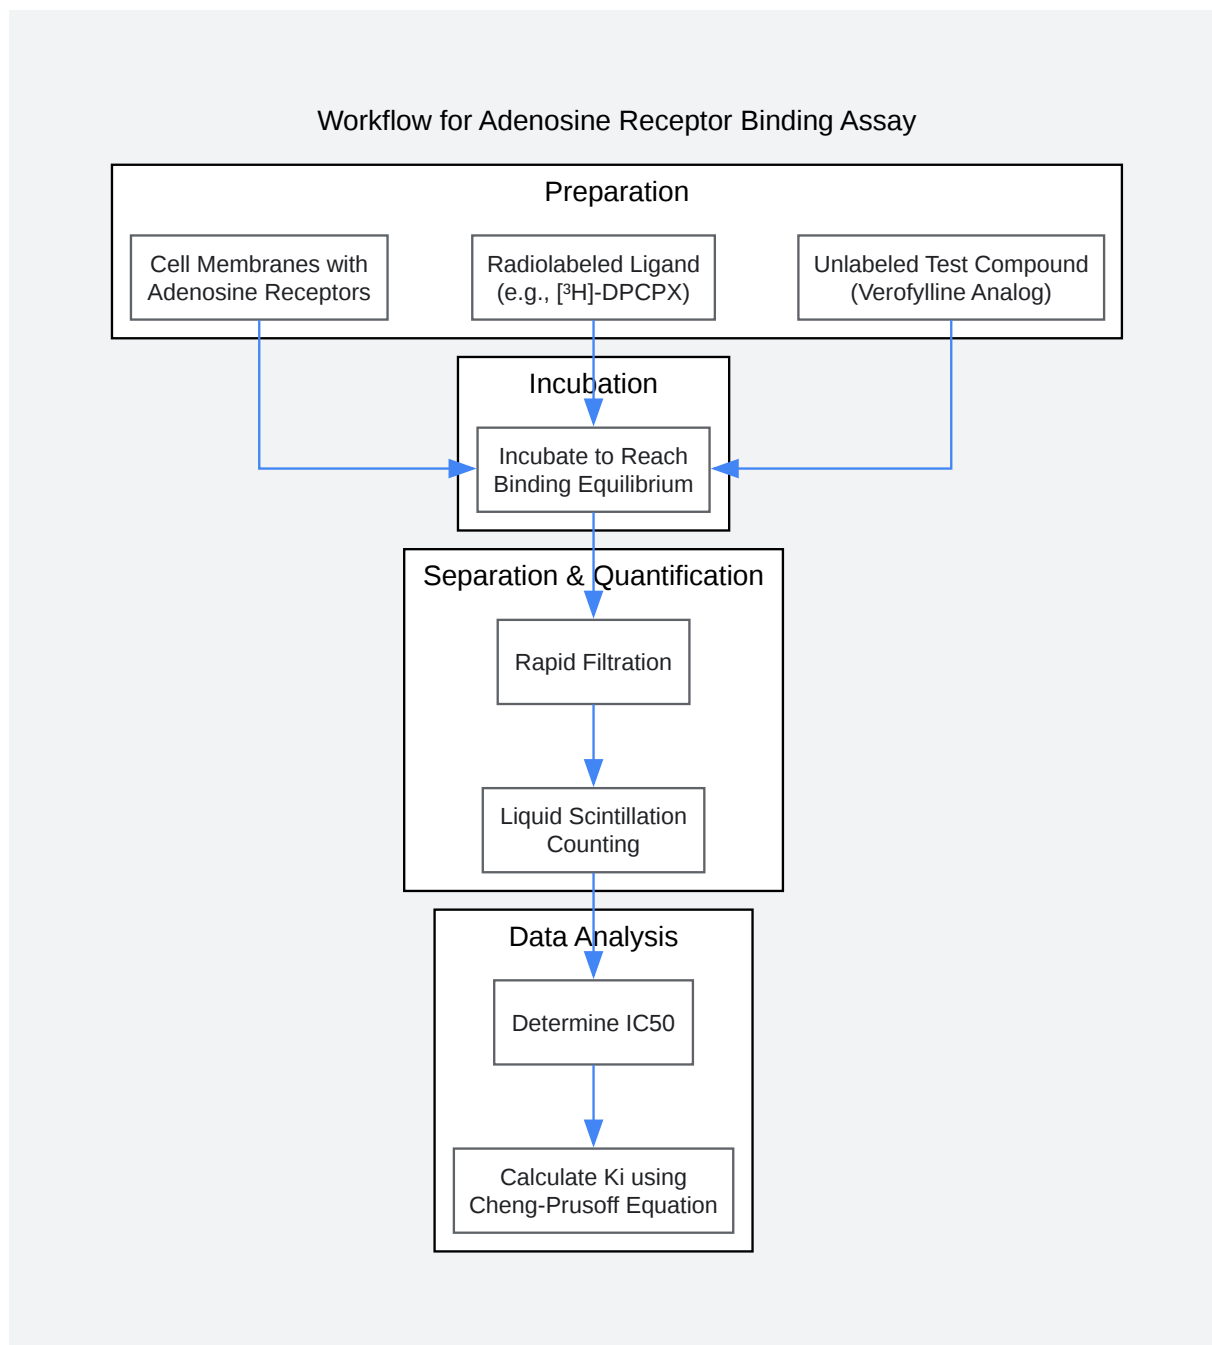 Workflow for Adenosine Receptor Binding Assay
Preparation
Cell Membranes with
Adenosine Receptors
Radiolabeled Ligand
(e.g., [³H]-DPCPX)
Unlabeled Test Compound
(Verofylline Analog)
Incubation
Incubate to Reach
Binding Equilibrium
Separation & Quantification
Rapid Filtration
Liquid Scintillation
Counting
Data Analysis
Determine IC50
Calculate Ki using
Cheng-Prusoff Equation